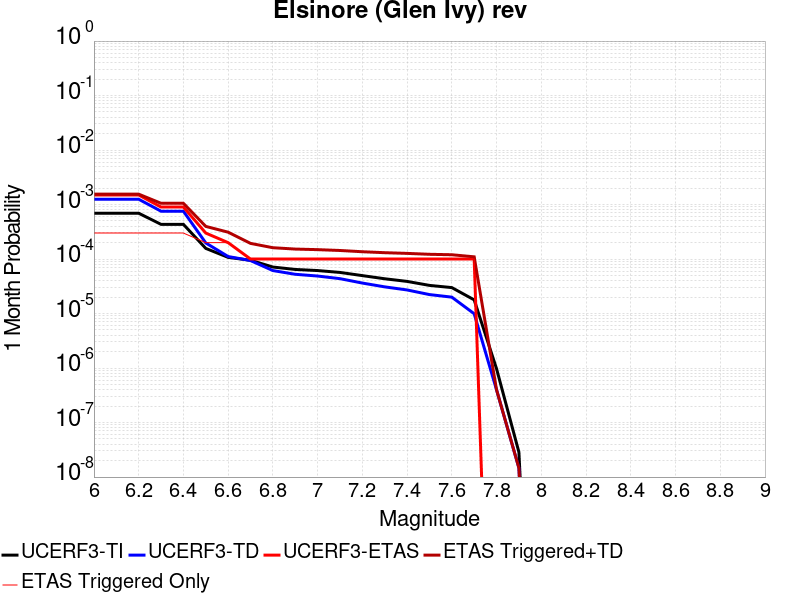 Elsinore (Glen Ivy) rev
10^0
10^-1
10^-2
10^-3
10^-4
10^-5
10^-6
10^-7
10^-8
1 Month Probability
6 6.2 6.4 6.6 6.8 7 7.2 7.4 7.6 7.8 8 8.2 8.4 8.6 8.8 9
Magnitude
UCERF3-TI UCERF3-TD UCERF3-ETAS ETAS Triggered+TD
ETAS Triggered Only